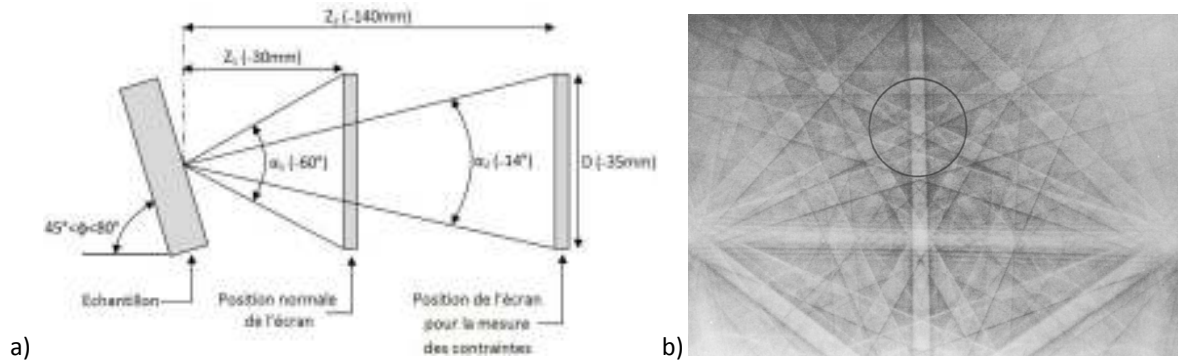 Z₂ (~140mm)
Z₁ (~30mm)
α₁ (~60°)
α₂ (~14°)
D (~35mm)
45°<ϕ<80°
Echantillon
Position normale
de l'écran
Position de l'écran
pour la mesure
des contraintes
a)
b)